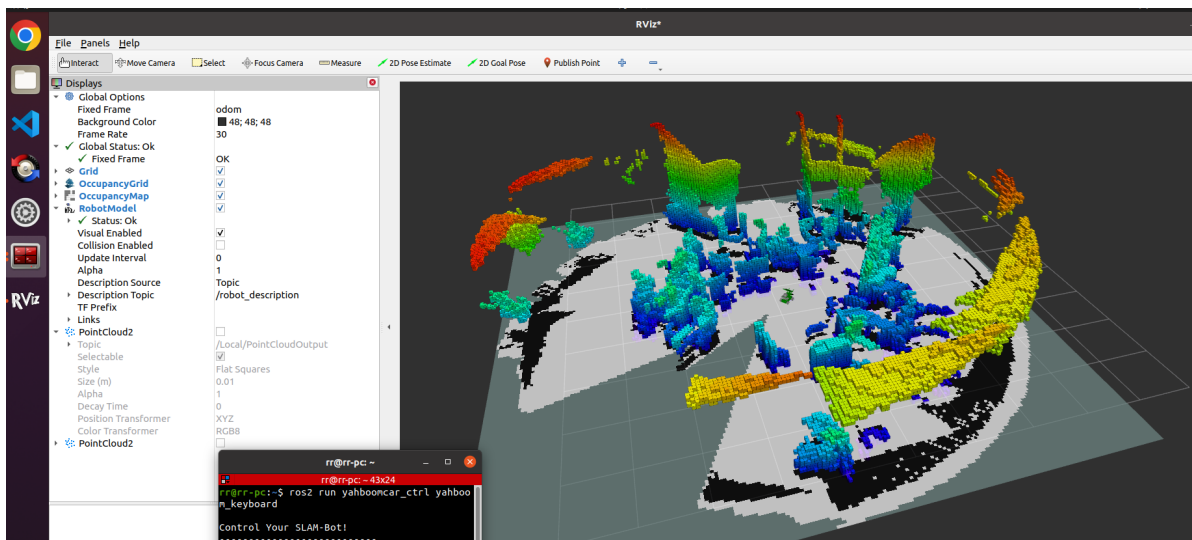 RViz*
File Panels Help
Interact Move Camera Select Focus Camera Measure 2D Pose Estimate 2D Goal Pose Publish Point
Displays
Global Options
Fixed Frame odom
Background Color 48; 48; 48
Frame Rate 30
Global Status: Ok
Fixed Frame OK
Grid
OccupancyGrid
OccupancyMap
RobotModel
Status: Ok
Visual Enabled
Collision Enabled
Update Interval 0
Alpha 1
Description Source Topic
Description Topic /robot_description
TF Prefix
Links
PointCloud2
Topic /Local/PointCloudOutput
Selectable
Style Flat Squares
Size (m) 0.01
Alpha 1
Decay Time 0
Position Transformer XYZ
Color Transformer RGB8
PointCloud2
RViz
rr@rr-pc: ~
rr@rr-pc: ~ 43x24
rr@rr-pc:~$ ros2 run yahboomcar_ctrl yahboo
m_keyboard
Control Your SLAM-Bot!
---------------------------